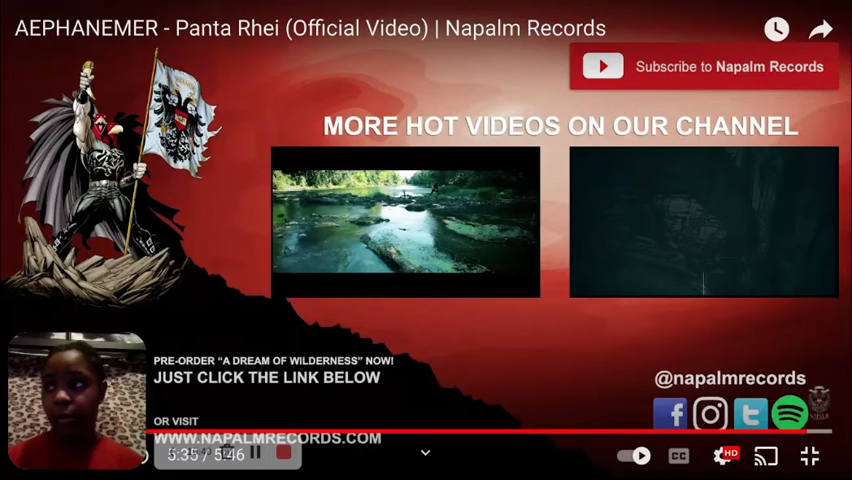 AEPHANEMER - Panta Rhei (Official Video) | Napalm Records
Subscribe to Napalm Records
MORE HOT VIDEOS ON OUR CHANNEL
PRE-ORDER “A DREAM OF WILDERNESS” NOW!
JUST CLICK THE LINK BELOW
@napalmrecords
OR VISIT
WWW.NAPALMRECORDS.COM
5:35 / 5:46
CC
HD